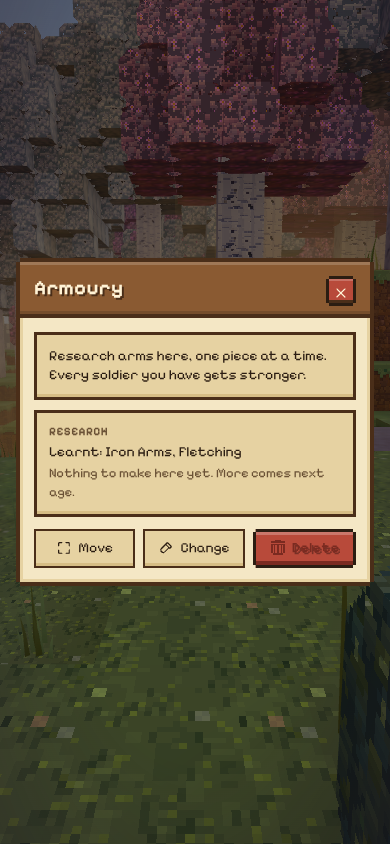 Armoury
Research arms here, one piece at a time.
Every soldier you have gets stronger.
RESEARCH
Learnt: Iron Arms, Fletching
Nothing to make here yet. More comes next
age.
Move
Change
Delete